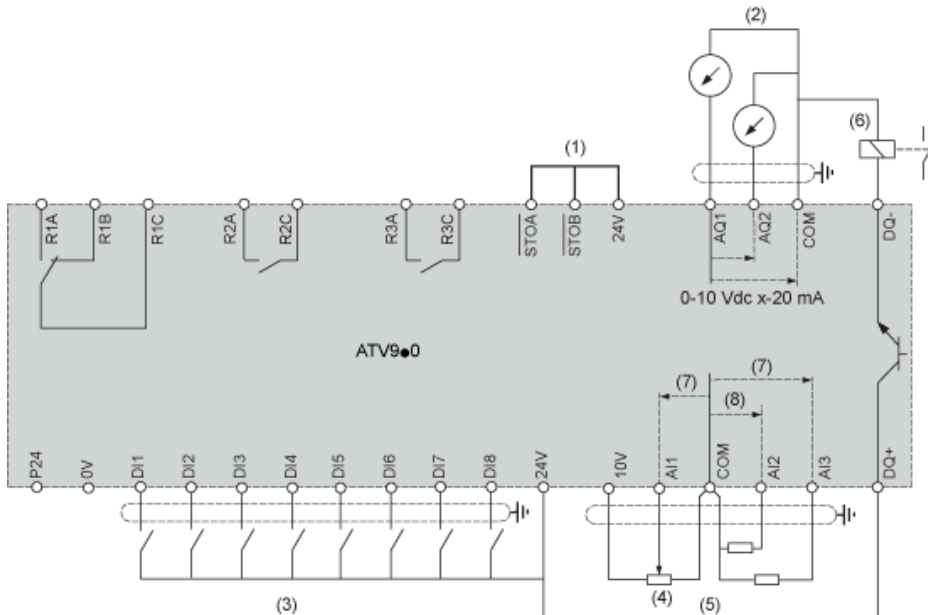 (2)
(6)
(1)
R1A
R1B
R1C
R2A
R2C
R3A
R3C
STOA
STOB
24V
AQ1
AQ2
COM
DQ-
0-10 Vdc x-20 mA
ATV9●0
(7)
(7)
(8)
P24
0V
DI1
DI2
DI3
DI4
DI5
DI6
DI7
DI8
24V
10V
AI1
COM
AI2
AI3
DQ+
(3)
(4)
(5)